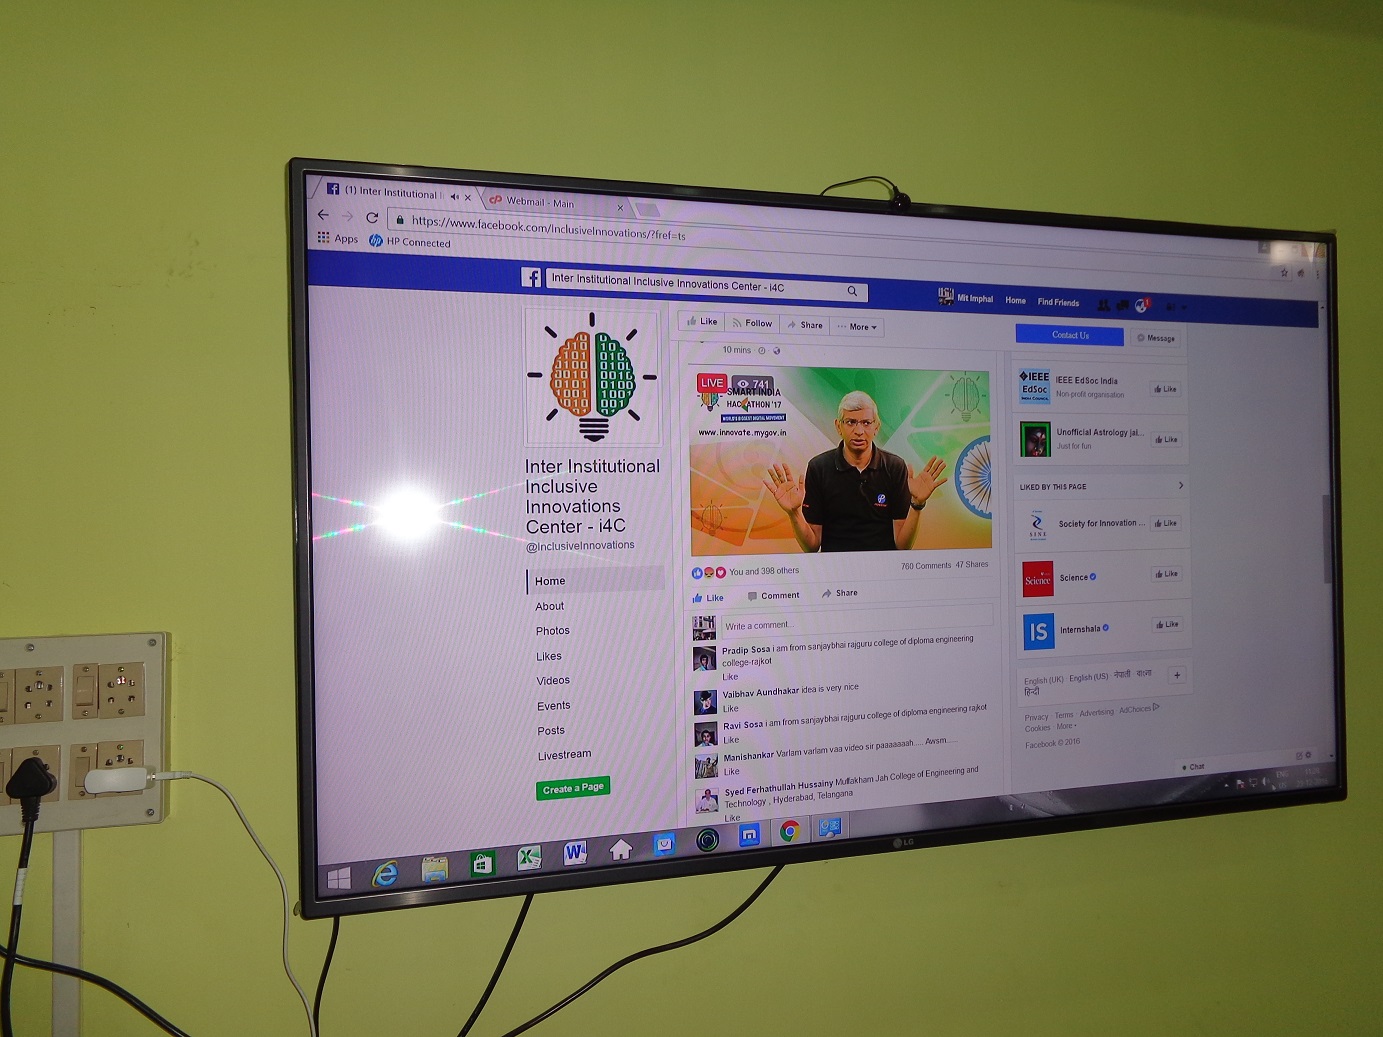 (1) Inter Institutional I
Webmail - Main
https://www.facebook.com/InclusiveInnovations/?fref=ts
Apps
HP Connected
Inter Institutional Inclusive Innovations Center - i4C
Mit Imphal
Home
Find Friends
1
Like
Follow
Share
More
Contact Us
Message
10 mins
LIVE
741
SMART INDIA
HACKATHON '17
WORLD'S BIGGEST DIGITAL MOVEMENT
www.innovate.mygov.in
Inter Institutional
Inclusive
Innovations
Center - i4C
@InclusiveInnovations
Home
About
Photos
Likes
Videos
Events
Posts
Livestream
Create a Page
You and 398 others
760 Comments 47 Shares
Like
Comment
Share
Write a comment...
Pradip Sosa i am from sanjaybhai rajguru college of diploma engineering
college-rajkot
Like
Vaibhav Aundhakar idea is very nice
Like
Ravi Sosa i am from sanjaybhai rajguru college of diploma engineering rajkot
Like
Manishankar Varlam varlam vaa video sir paaaaaaah.... Awsm.....
Like
Syed Ferhathullah Hussainy Muffakham Jah College of Engineering and
Technology , Hyderabad, Telangana
Like
IEEE
EdSoc
IEEE EdSoc India
Non-profit organisation
Like
Unofficial Astrology jai...
Just for fun
Like
LIKED BY THIS PAGE
SINE
Society for Innovation ...
Like
Science
Science
Like
IS
Internshala
Like
English (UK) · English (US) · नेपाली · বাংলা ·
हिन्दी
Privacy · Terms · Advertising · AdChoices
Cookies · More
Facebook © 2016
Chat
LG